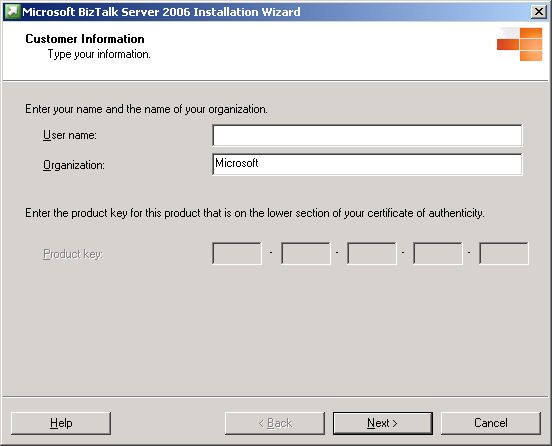 Microsoft BizTalk Server 2006 Installation Wizard
Customer Information
Type your information.
Enter your name and the name of your organization.
User name:
Organization: Microsoft
Enter the product key for this product that is on the lower section of your certificate of authenticity.
Product key: - - - -
Help < Back Next > Cancel